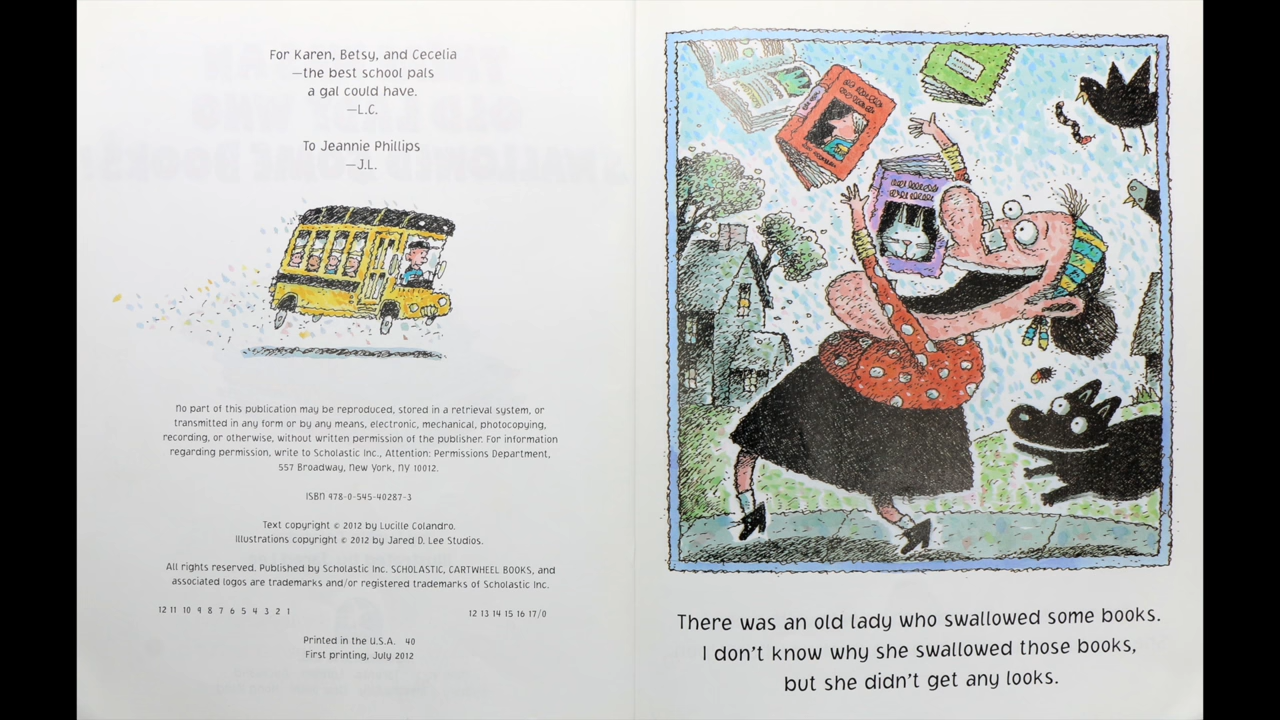 For Karen, Betsy, and Cecelia
—the best school pals
a gal could have.
—L.C.
To Jeannie Phillips
—J.L.
No part of this publication may be reproduced, stored in a retrieval system, or
transmitted in any form or by any means, electronic, mechanical, photocopying,
recording, or otherwise, without written permission of the publisher. For information
regarding permission, write to Scholastic Inc., Attention: Permissions Department,
557 Broadway, New York, NY 10012.
ISBN 978-0-545-40287-3
Text copyright © 2012 by Lucille Colandro.
Illustrations copyright © 2012 by Jared D. Lee Studios.
All rights reserved. Published by Scholastic Inc. SCHOLASTIC, CARTWHEEL BOOKS, and
associated logos are trademarks and/or registered trademarks of Scholastic Inc.
12 11 10 9 8 7 6 5 4 3 2 1 12 13 14 15 16 17/0
Printed in the U.S.A. 40
First printing, July 2012
There was an old lady who swallowed some books.
I don't know why she swallowed those books,
but she didn't get any looks.